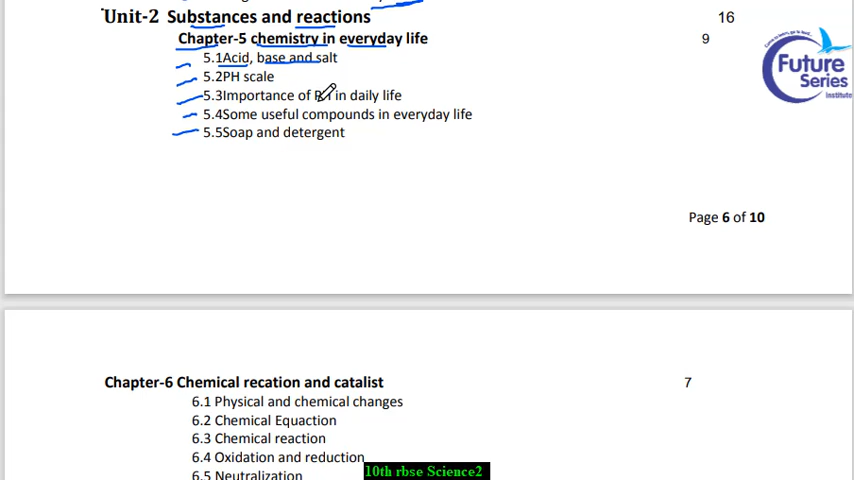 Unit-2 Substances and reactions 16
Chapter-5 chemistry in everyday life 9
5.1Acid, base and salt
5.2PH scale
5.3Importance of in daily life
5.4Some useful compounds in everyday life
5.5Soap and detergent
Future
Series
Institute
Page 6 of 10
Chapter-6 Chemical recation and catalist 7
6.1 Physical and chemical changes
6.2 Chemical Equaction
6.3 Chemical reaction
6.4 Oxidation and reduction
6.5 Neutralization
10th rbse Science2